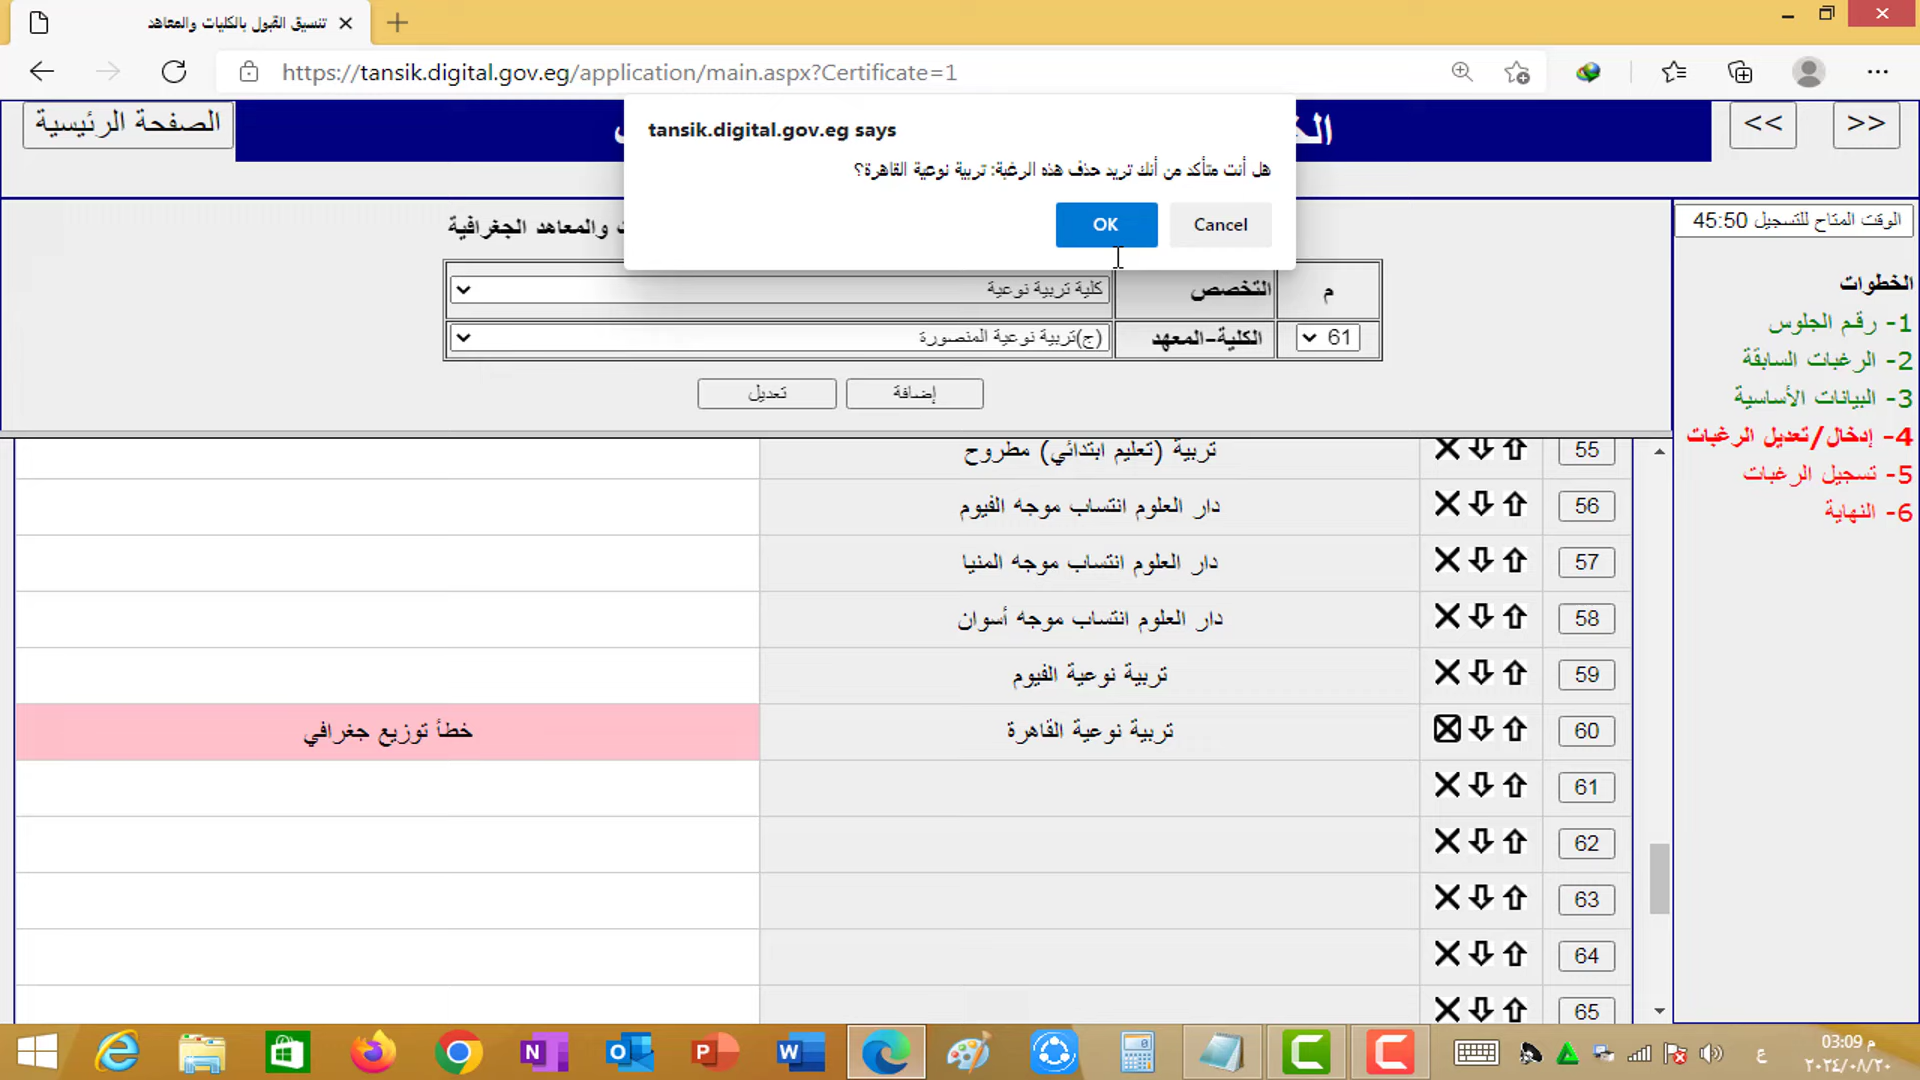 تنسيق القبول بالكليات والمعاهد
https://tansik.digital.gov.eg/application/main.aspx?Certificate=1
الصفحة الرئيسية
<<
>>
tansik.digital.gov.eg says
هل أنت متأكد من أنك تريد حذف هذه الرغبة: تربية نوعية القاهرة؟
OK
Cancel
والمعاهد الجغرافية
م
التخصص
كلية تربية نوعية
61
الكلية-المعهد
(ج)تربية نوعية المنصورة
إضافة
تعديل
الوقت المتاح للتسجيل 45:50
الخطوات
1- رقم الجلوس
2- الرغبات السابقة
3- البيانات الأساسية
4- إدخال/تعديل الرغبات
5- تسجيل الرغبات
6- النهاية
55 تربية (تعليم ابتدائي) مطروح
56 دار العلوم انتساب موجه الفيوم
57 دار العلوم انتساب موجه المنيا
58 دار العلوم انتساب موجه أسوان
59 تربية نوعية الفيوم
60 تربية نوعية القاهرة خطأ توزيع جغرافي
61
62
63
64
65
ع
03:09 م
٢٠٢٤/٠٨/٢٠